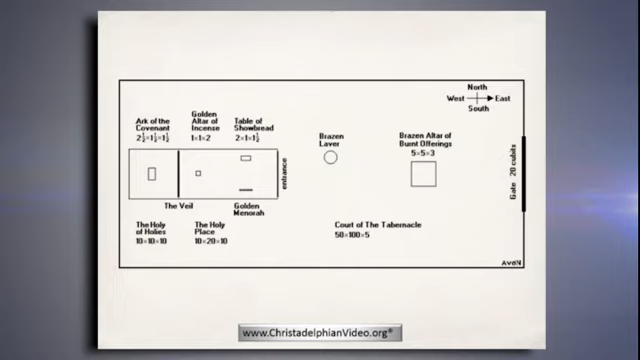 North
West East
South
Ark of the
Covenant
2½×1½×1½
Golden
Altar of
Incense
1×1×2
Table of
Showbread
2×1×1½
Brazen
Laver
Brazen Altar of
Burnt Offerings
5×5×3
entrance
Gate 20 cubits
The Veil
Golden
Menorah
The Holy
of Holies
10×10×10
The Holy
Place
10×20×10
Court of The Tabernacle
50×100×5
AvoN
www.ChristadelphianVideo.org®